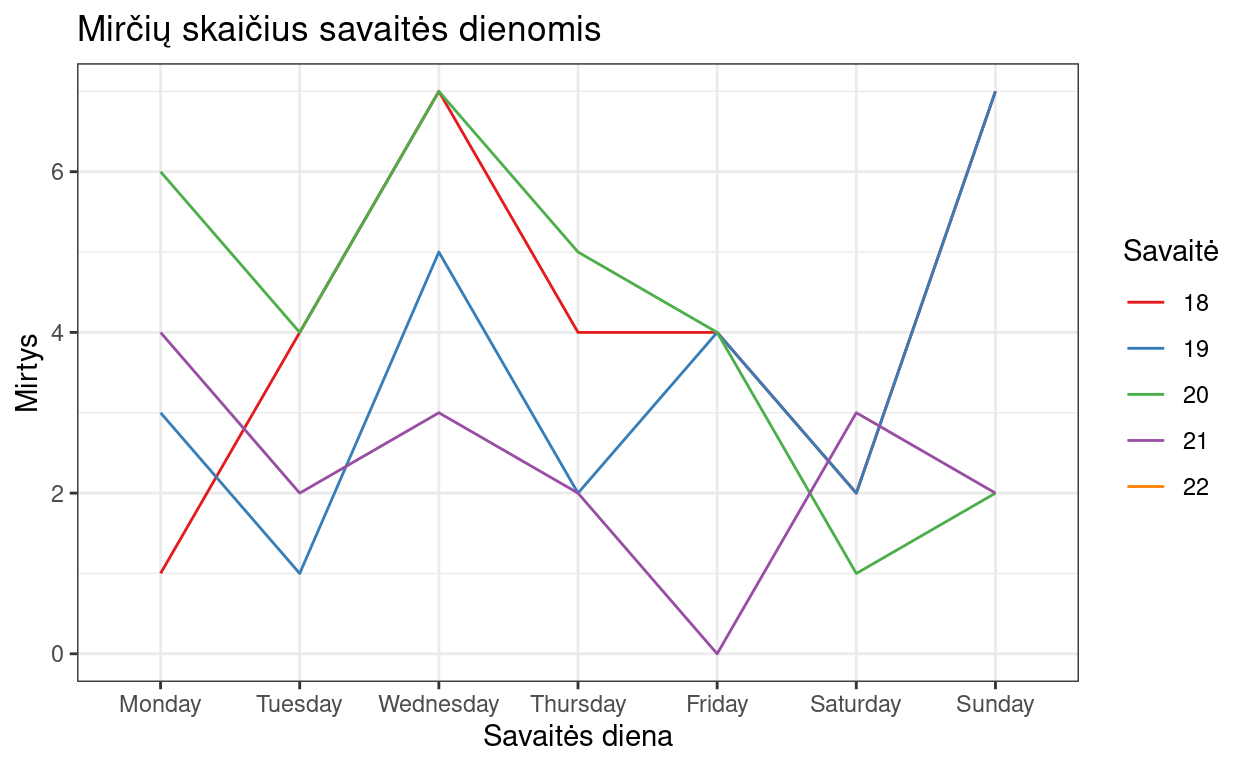 Mirčių skaičius savaitės dienomis
Mirtys
6
4
2
0
Monday Tuesday Wednesday Thursday Friday Saturday Sunday
Savaitės diena
Savaitė
18
19
20
21
22